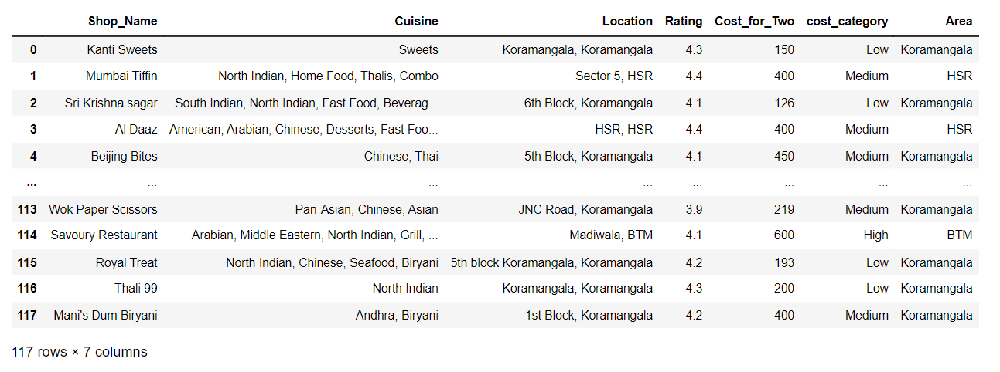 Shop_Name Cuisine Location Rating Cost_for_Two cost_category Area
0 Kanti Sweets Sweets Koramangala, Koramangala 4.3 150 Low Koramangala
1 Mumbai Tiffin North Indian, Home Food, Thalis, Combo Sector 5, HSR 4.4 400 Medium HSR
2 Sri Krishna sagar South Indian, North Indian, Fast Food, Beverag... 6th Block, Koramangala 4.1 126 Low Koramangala
3 Al Daaz American, Arabian, Chinese, Desserts, Fast Foo... HSR, HSR 4.4 400 Medium HSR
4 Beijing Bites Chinese, Thai 5th Block, Koramangala 4.1 450 Medium Koramangala
... ... ... ... ... ... ... ...
113 Wok Paper Scissors Pan-Asian, Chinese, Asian JNC Road, Koramangala 3.9 219 Medium Koramangala
114 Savoury Restaurant Arabian, Middle Eastern, North Indian, Grill, ... Madiwala, BTM 4.1 600 High BTM
115 Royal Treat North Indian, Chinese, Seafood, Biryani 5th block Koramangala, Koramangala 4.2 193 Low Koramangala
116 Thali 99 North Indian Koramangala, Koramangala 4.3 200 Low Koramangala
117 Mani's Dum Biryani Andhra, Biryani 1st Block, Koramangala 4.2 400 Medium Koramangala
117 rows × 7 columns